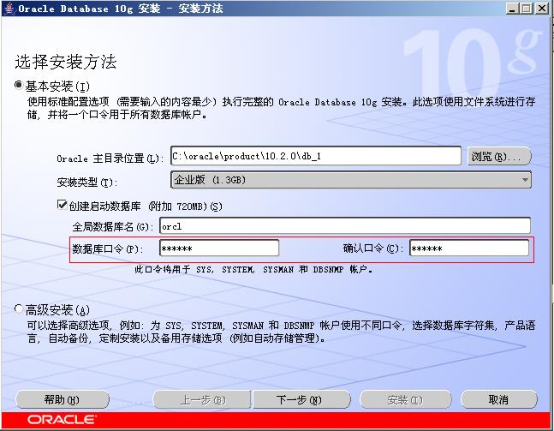 Oracle Database 10g 安装 - 安装方法
10g
选择安装方法
基本安装(I)
使用标准配置选项 (需要输入的内容最少) 执行完整的 Oracle Database 10g 安装。此选项使用文件系统进行存
储, 并将一个口令用于所有数据库帐户。
Oracle 主目录位置(L): C:\oracle\product\10.2.0\db_1 浏览(R)...
安装类型(T): 企业版 (1.3GB)
创建启动数据库 (附加 720MB)(S)
全局数据库名(G): orcl
数据库口令(P): ****** 确认口令(C): ******
此口令将用于 SYS, SYSTEM, SYSMAN 和 DBSNMP 帐户。
高级安装(A)
可以选择高级选项, 例如: 为 SYS, SYSTEM, SYSMAN 和 DBSNMP 帐户使用不同口令, 选择数据库字符集, 产品语
言, 自动备份, 定制安装以及备用存储选项 (例如自动存储管理)。
帮助(H) 上一步(B) 下一步(N) 安装(I) 取消
ORACLE